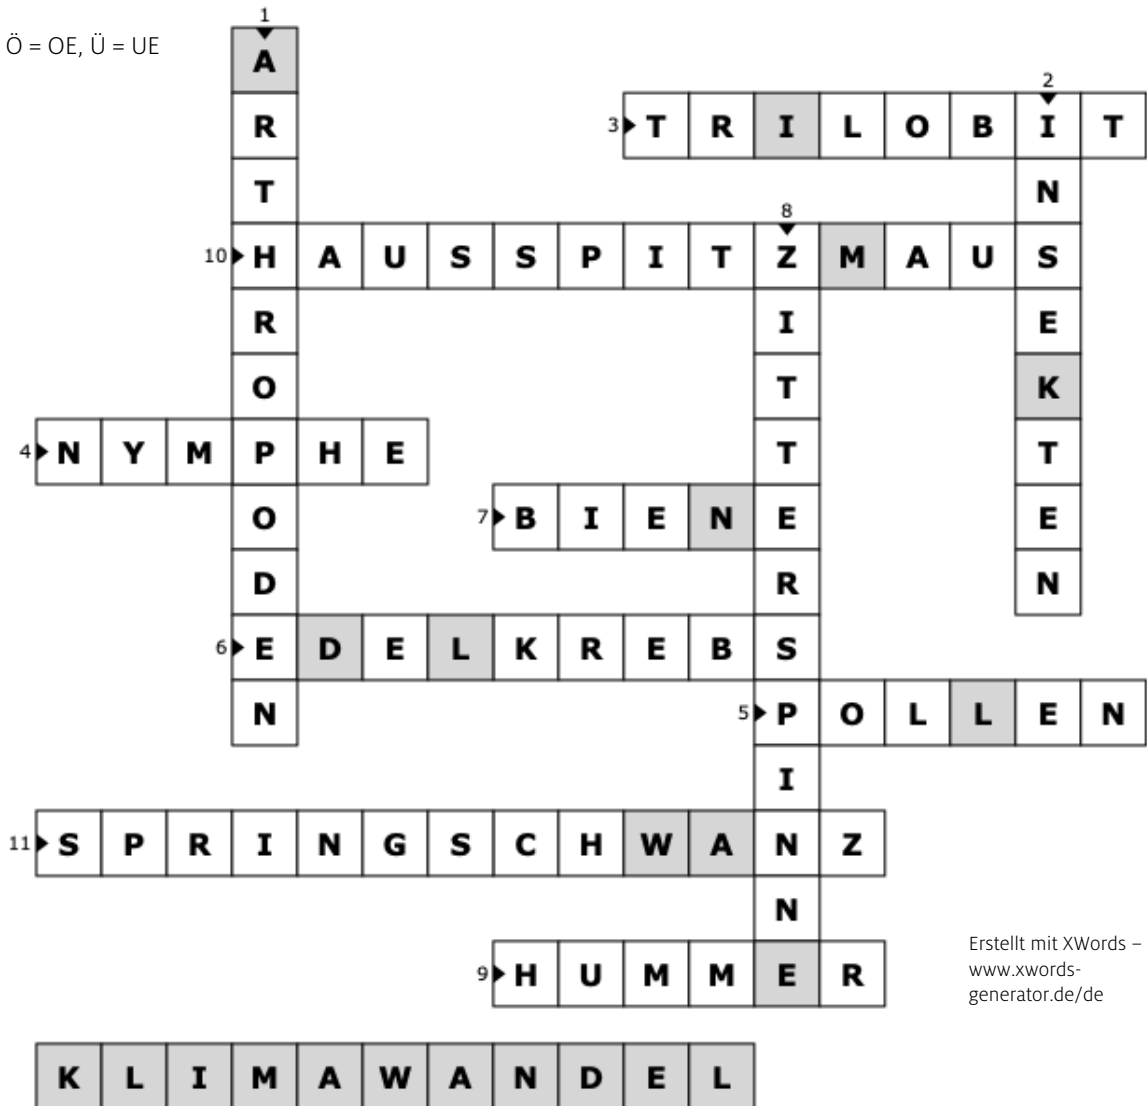 1
Ö = OE, Ü = UE
A
2
R 3 T R I L O B I T
T N
8
10 H A U S S P I T Z M A U S
R I E
O T K
4 N Y M P H E T T
O 7 B I E N E E
D R N
6 E D E L K R E B S
N 5 P O L L E N
I
11 S P R I N G S C H W A N Z
N
9 H U M M E R
Erstellt mit XWords –
www.xwords-
generator.de/de
K L I M A W A N D E L